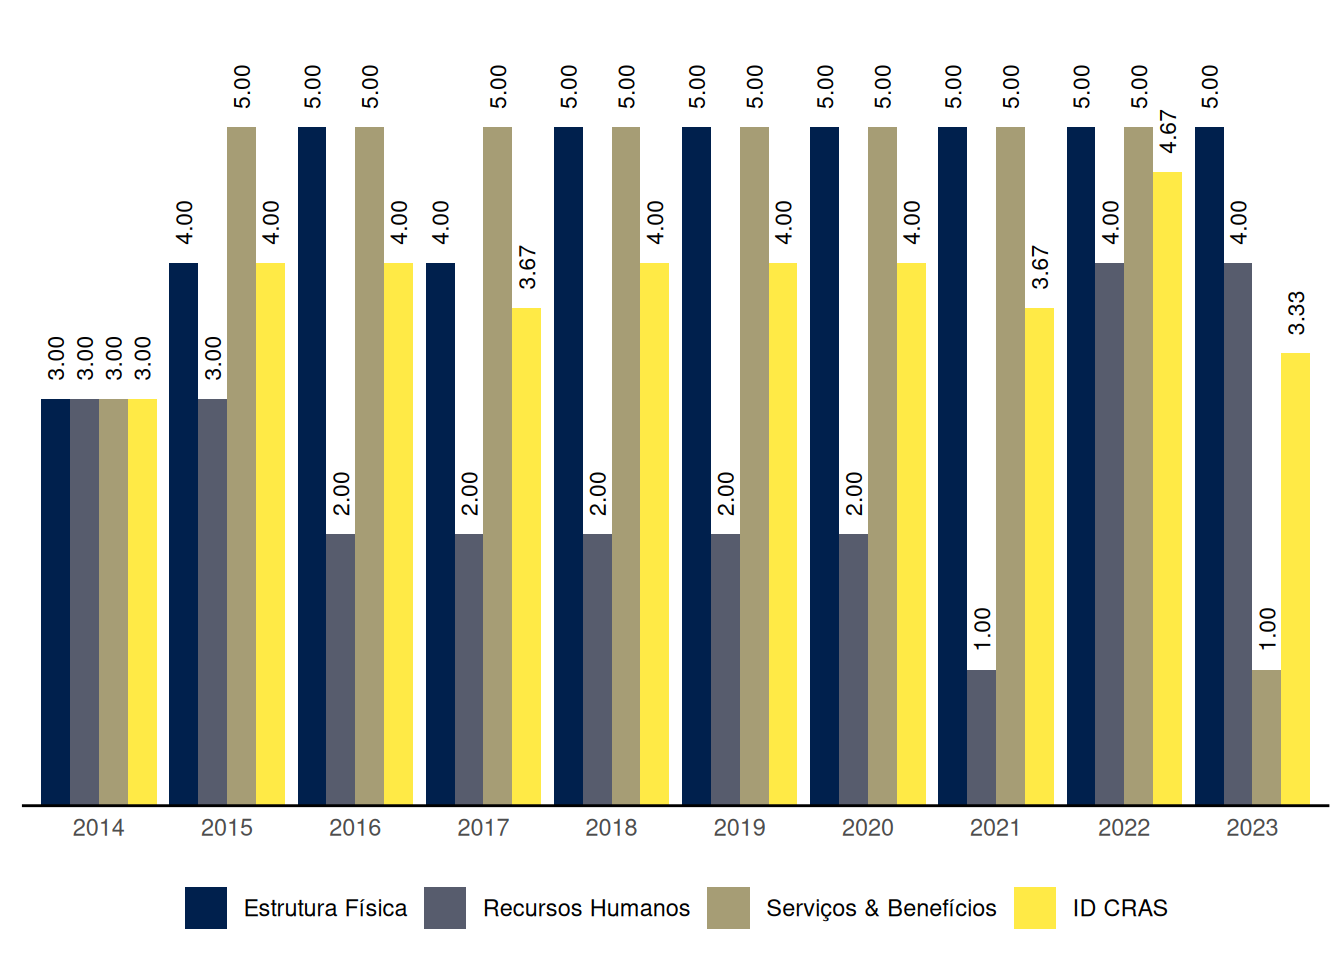 5.00 5.00 5.00 5.00 5.00 5.00 5.00 5.00 5.00 5.00 5.00 5.00 5.00 5.00 5.00
4.67
4.00 4.00 4.00 4.00 4.00 4.00 4.00 4.00 4.00
3.67 3.67
3.33
3.00 3.00 3.00 3.00 3.00
2.00 2.00 2.00 2.00 2.00
1.00 1.00
2014 2015 2016 2017 2018 2019 2020 2021 2022 2023
Estrutura Física Recursos Humanos Serviços & Benefícios ID CRAS